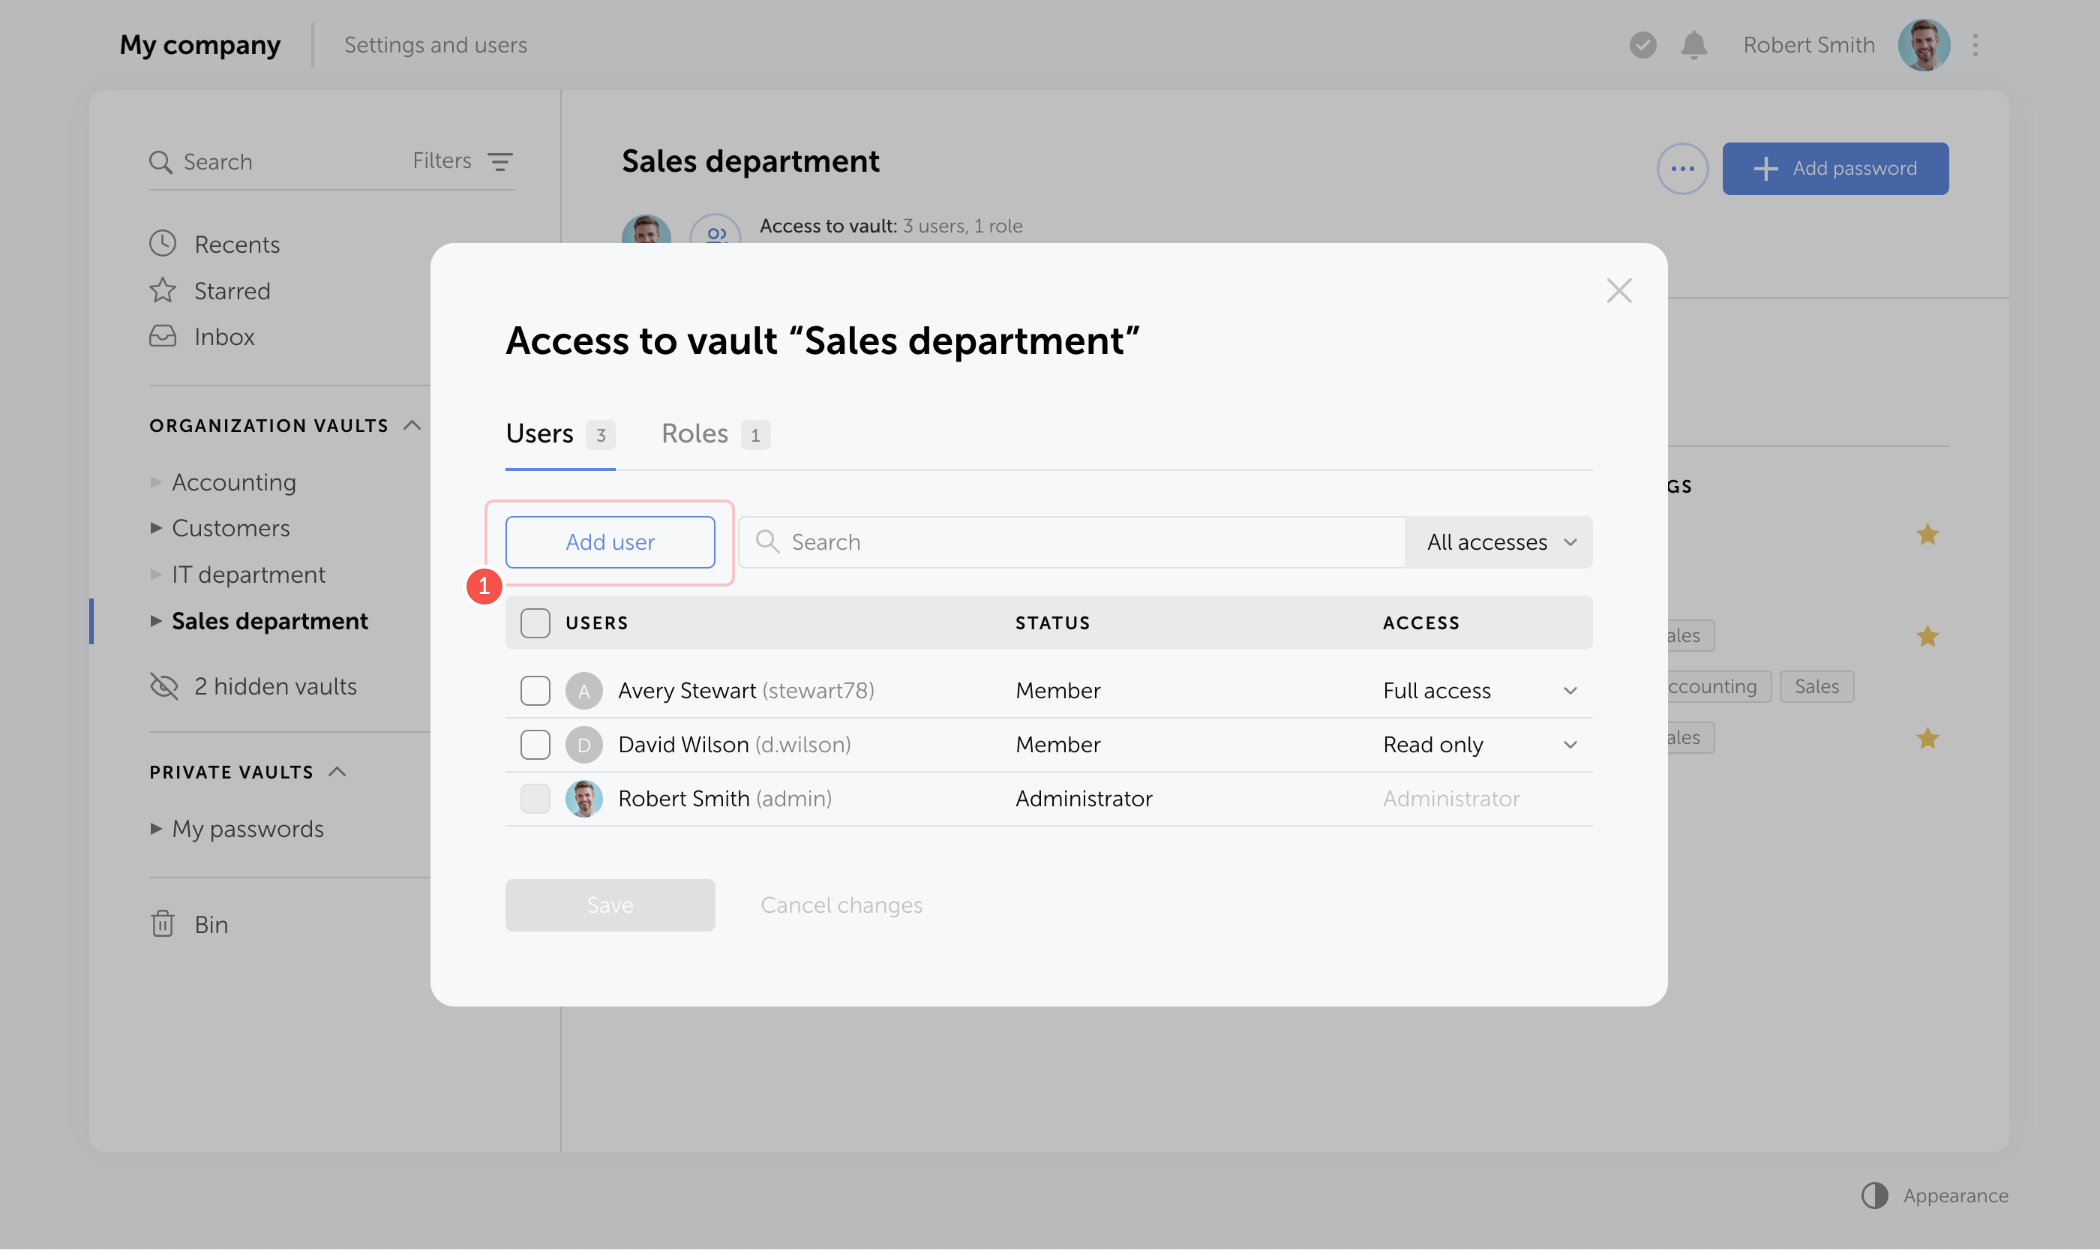 My company
Settings and users
Robert Smith
Search
Filters
Recents
Starred
Inbox
ORGANIZATION VAULTS
Accounting
Customers
IT department
Sales department
2 hidden vaults
PRIVATE VAULTS
My passwords
Bin
Sales department
Add password
Access to vault: 3 users, 1 role
GS
ales
ccounting
Sales
ales
Access to vault “Sales department”
Users 3
Roles 1
Add user
Search
All accesses
1
USERS STATUS ACCESS
A Avery Stewart (stewart78) Member Full access
D David Wilson (d.wilson) Member Read only
Robert Smith (admin) Administrator Administrator
Save
Cancel changes
Appearance